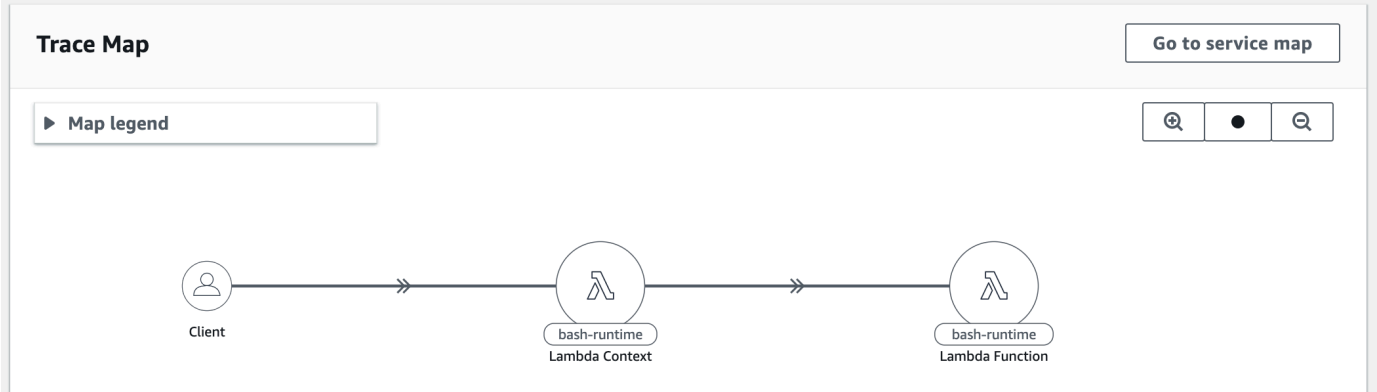 Trace Map
Go to service map
Map legend
Client
bash-runtime
Lambda Context
bash-runtime
Lambda Function